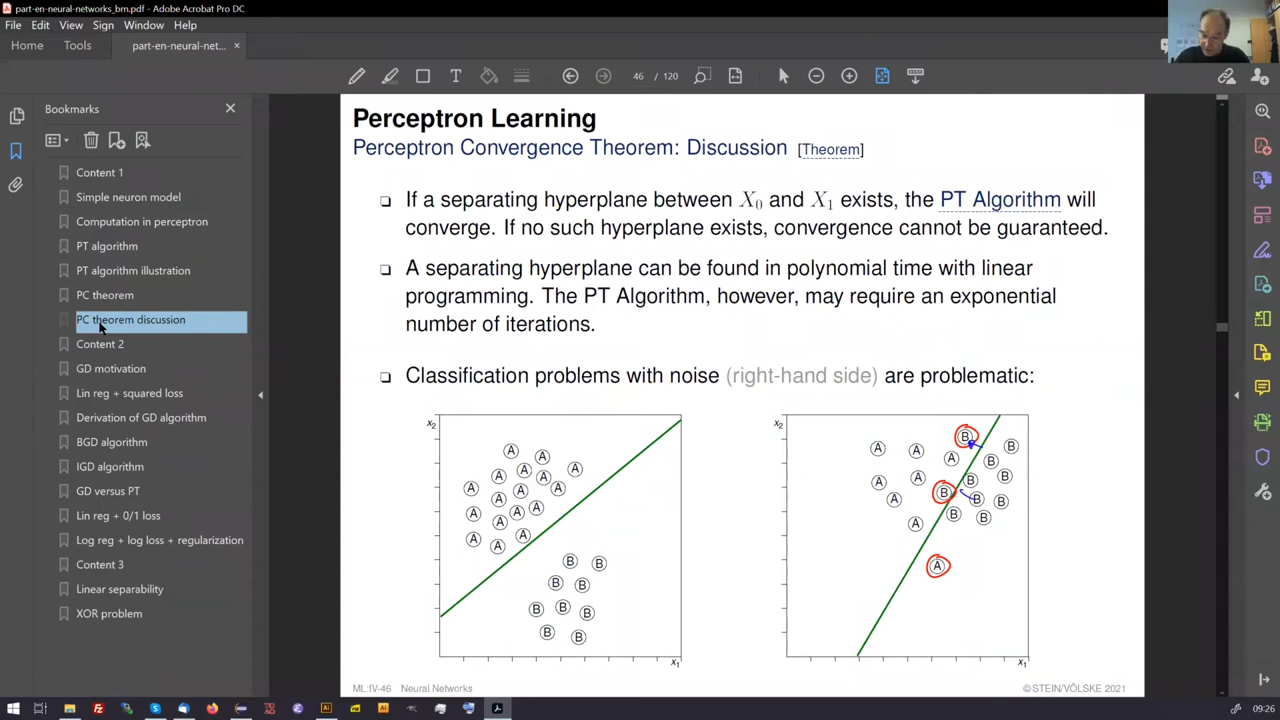 part-en-neural-networks_bm.pdf - Adobe Acrobat Pro DC
File Edit View Sign Window Help
Home Tools part-en-neural-net... ×
46 / 120
Bookmarks
Content 1
Simple neuron model
Computation in perceptron
PT algorithm
PT algorithm illustration
PC theorem
PC theorem discussion
Content 2
GD motivation
Lin reg + squared loss
Derivation of GD algorithm
BGD algorithm
IGD algorithm
GD versus PT
Lin reg + 0/1 loss
Log reg + log loss + regularization
Content 3
Linear separability
XOR problem
Perceptron Learning
Perceptron Convergence Theorem: Discussion [Theorem]
❑ If a separating hyperplane between X0 and X1 exists, the PT Algorithm will
converge. If no such hyperplane exists, convergence cannot be guaranteed.
❑ A separating hyperplane can be found in polynomial time with linear
programming. The PT Algorithm, however, may require an exponential
number of iterations.
❑ Classification problems with noise (right-hand side) are problematic:
x2
A A A A A A A A A A A A A A A A A
B B B B B B B B B
x1
x2
B B
A A A B
A A B B
A B B B B
A B B
A
x1
ML:IV-46 Neural Networks
©STEIN/VÖLSKE 2021
09:26